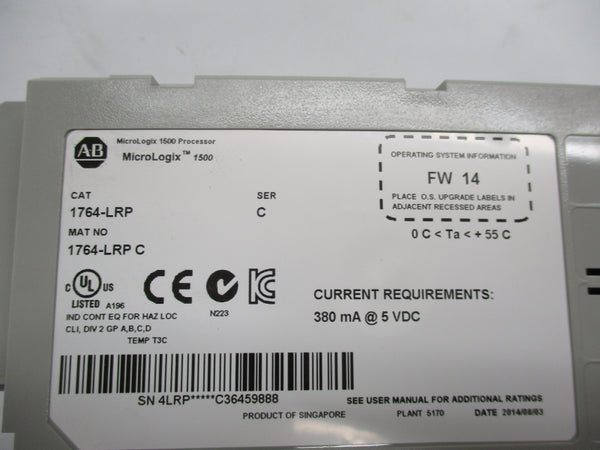 AB
MicroLogix 1500 Processor
MicroLogix™ 1500
OPERATING SYSTEM INFORMATION
FW 14
PLACE O.S. UPGRADE LABELS IN
ADJACENT RECESSED AREAS
CAT SER
1764-LRP C
0 C < Ta < + 55 C
MAT NO
1764-LRP C
C UL US
LISTED A196
CE
N223
IND CONT EQ FOR HAZ LOC
CLI, DIV 2 GP A,B,C,D
TEMP T3C
CURRENT REQUIREMENTS:
380 mA @ 5 VDC
SN 4LRP*****C36459888
SEE USER MANUAL FOR ADDITIONAL RATINGS
PRODUCT OF SINGAPORE PLANT 5170 DATE 2014/08/03